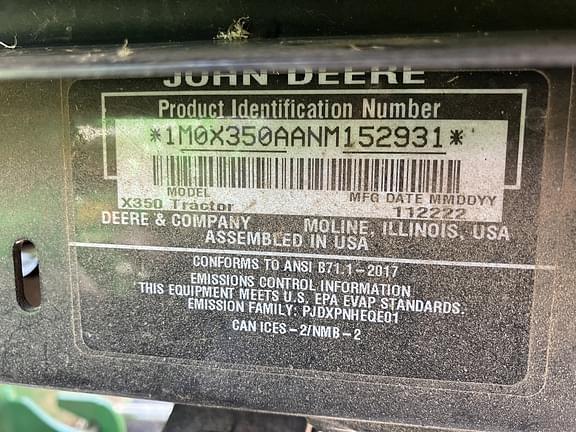 JOHN DEERE
Product Identification Number
*1M0X350AANM152931*
MODEL MFG DATE MMDDYY
X350 Tractor 112222
DEERE & COMPANY MOLINE, ILLINOIS, USA
ASSEMBLED IN USA
CONFORMS TO ANSI B71.1-2017
EMISSIONS CONTROL INFORMATION
THIS EQUIPMENT MEETS U.S. EPA EVAP STANDARDS.
EMISSION FAMILY: PJDXPNHEQE01
CAN ICES-2/NMB-2